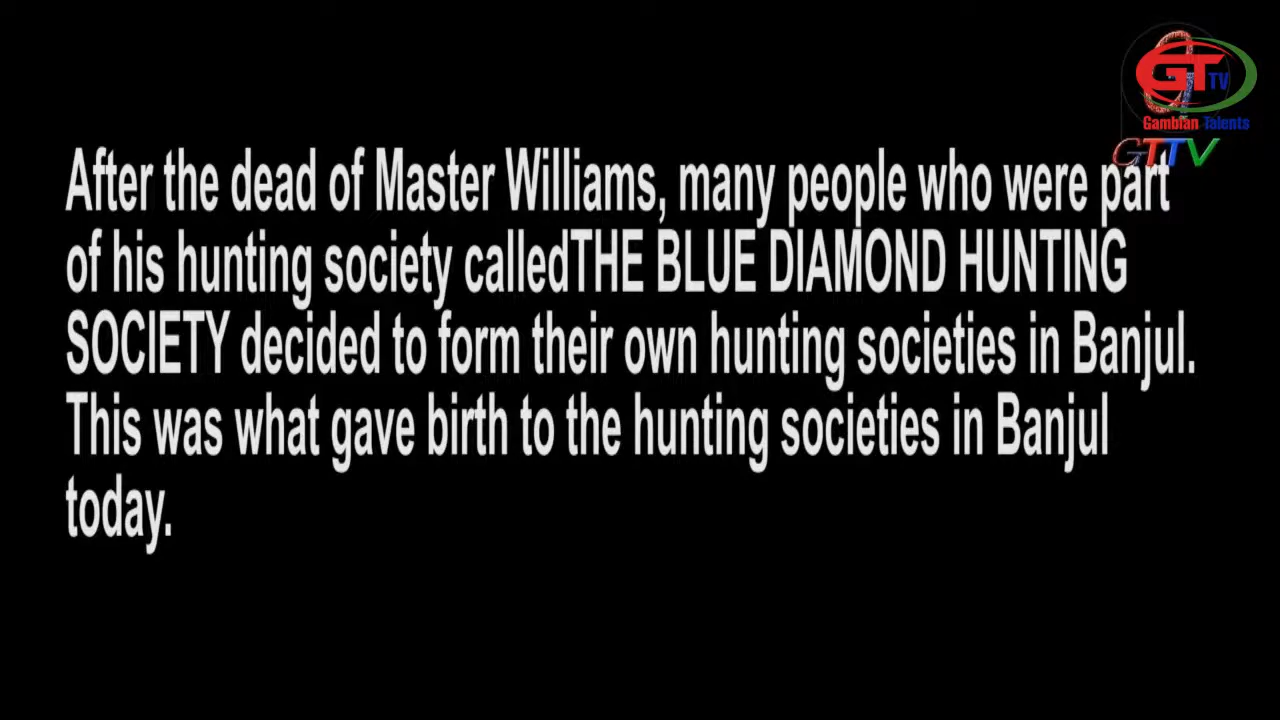 GT TV
Gambian Talents
GTTV
After the dead of Master Williams, many people who were part
of his hunting society calledTHE BLUE DIAMOND HUNTING
SOCIETY decided to form their own hunting societies in Banjul.
This was what gave birth to the hunting societies in Banjul
today.